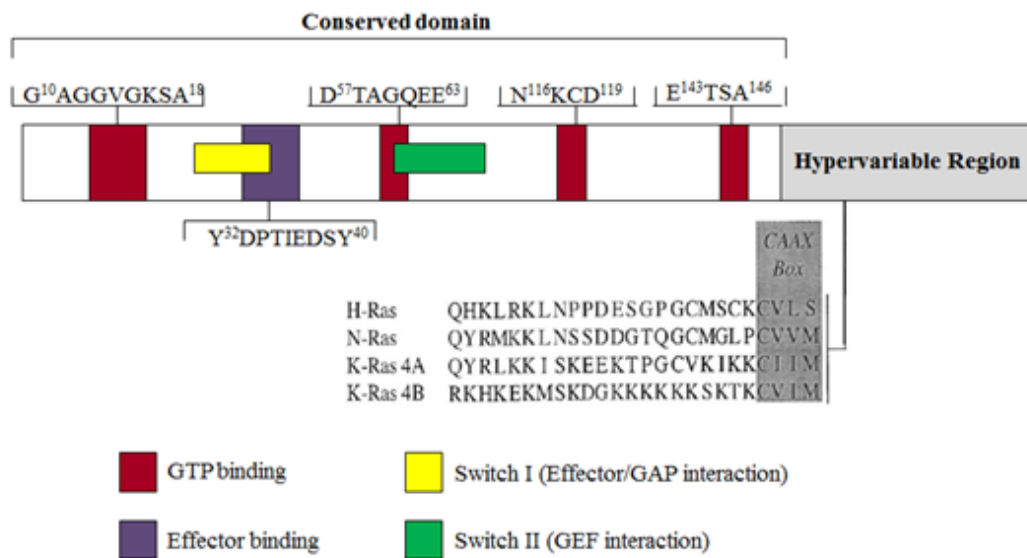 Conserved domain
G¹⁰AGGVGKSA¹⁸ D⁵⁷TAGQEE⁶³ N¹¹⁶KCD¹¹⁹ E¹⁴³TSA¹⁴⁶
Hypervariable Region
Y³²DPTIEDSY⁴⁰
CAAX
Box
H-Ras QHKLRKLNPPDESGPGCMSCKCVLS
N-Ras QYRMKKLNSSDDGTQGCMGLPCVVM
K-Ras 4A QYRLKKISKEEKTPGCVKIKKCIIM
K-Ras 4B RKHKEKMSKDGKKKKKKSKTKCVIM
GTP binding
Switch I (Effector/GAP interaction)
Effector binding
Switch II (GEF interaction)